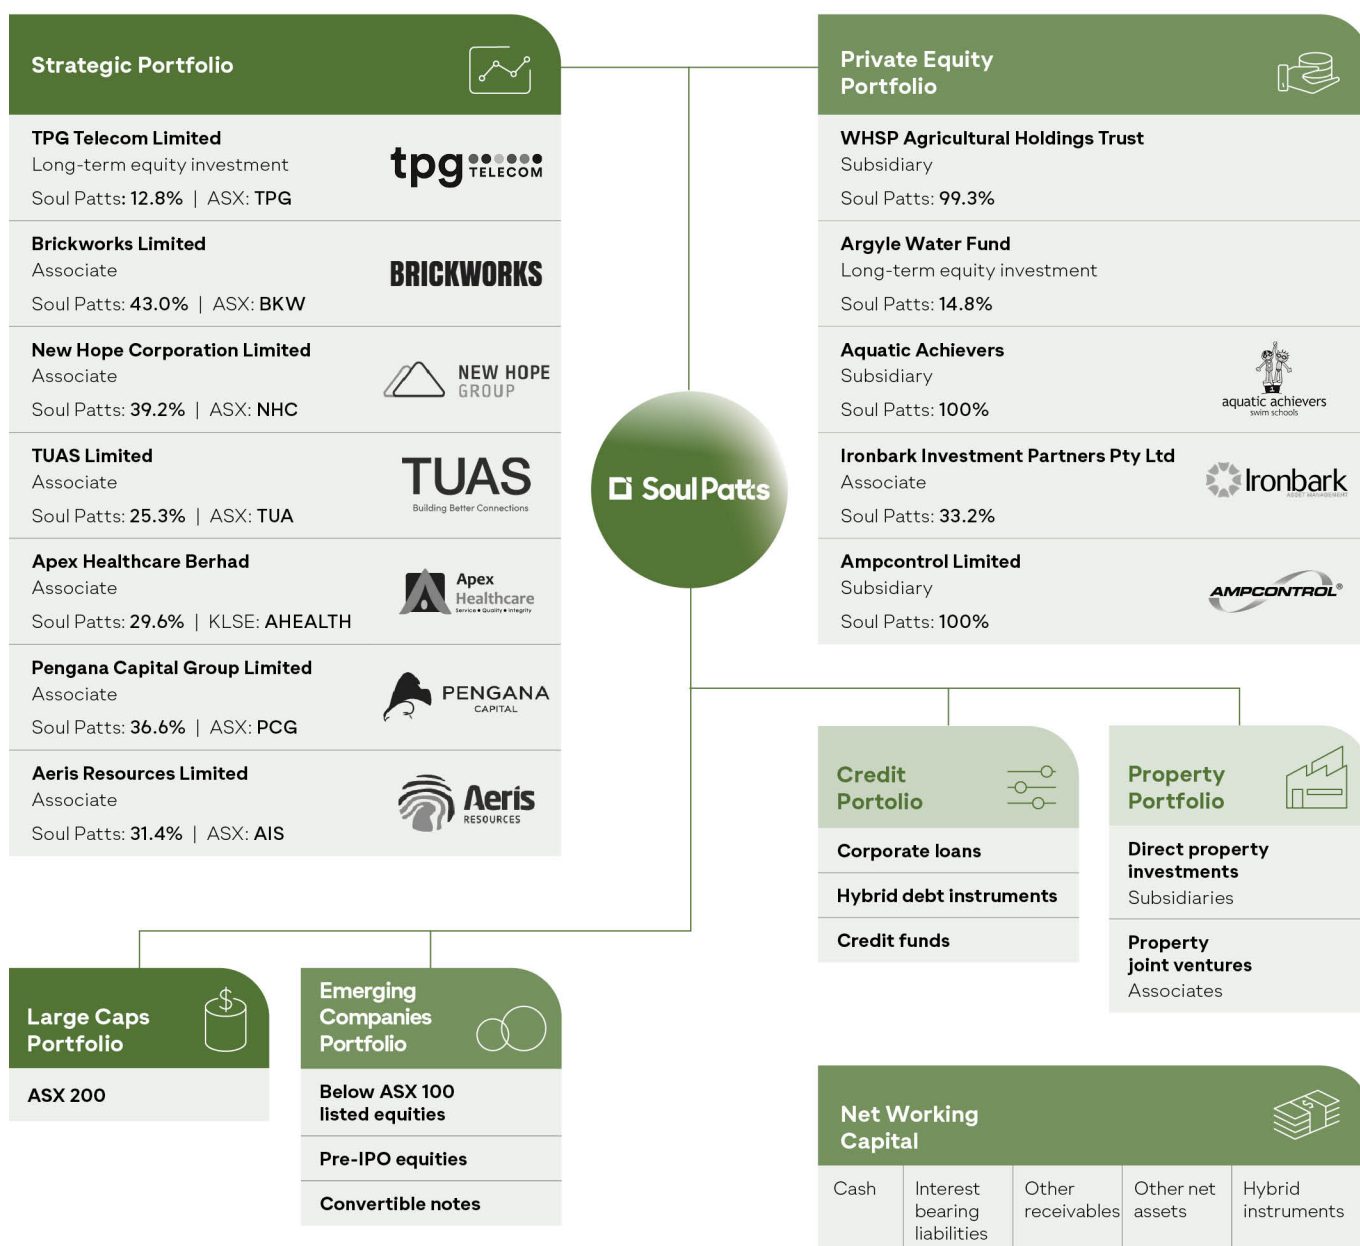 Strategic Portfolio
TPG Telecom Limited
Long-term equity investment
Soul Patts: 12.8% | ASX: TPG
tpg TELECOM
Brickworks Limited
Associate
Soul Patts: 43.0% | ASX: BKW
BRICKWORKS
New Hope Corporation Limited
Associate
Soul Patts: 39.2% | ASX: NHC
NEW HOPE
GROUP
TUAS Limited
Associate
Soul Patts: 25.3% | ASX: TUA
TUAS
Building Better Connections
Apex Healthcare Berhad
Associate
Soul Patts: 29.6% | KLSE: AHEALTH
Apex
Healthcare
Service • Quality • Integrity
Pengana Capital Group Limited
Associate
Soul Patts: 36.6% | ASX: PCG
PENGANA
CAPITAL
Aeris Resources Limited
Associate
Soul Patts: 31.4% | ASX: AIS
Aeris
RESOURCES
Soul Patts
Private Equity
Portfolio
WHSP Agricultural Holdings Trust
Subsidiary
Soul Patts: 99.3%
Argyle Water Fund
Long-term equity investment
Soul Patts: 14.8%
Aquatic Achievers
Subsidiary
Soul Patts: 100%
aquatic achievers
swim schools
Ironbark Investment Partners Pty Ltd
Associate
Soul Patts: 33.2%
Ironbark
ASSET MANAGEMENT
Ampcontrol Limited
Subsidiary
Soul Patts: 100%
AMPCONTROL®
Credit
Portolio
Corporate loans
Hybrid debt instruments
Credit funds
Property
Portfolio
Direct property
investments
Subsidiaries
Property
joint ventures
Associates
Large Caps
Portfolio
$
ASX 200
Emerging
Companies
Portfolio
Below ASX 100
listed equities
Pre-IPO equities
Convertible notes
Net Working
Capital
$
Cash
Interest
bearing
liabilities
Other
receivables
Other net
assets
Hybrid
instruments